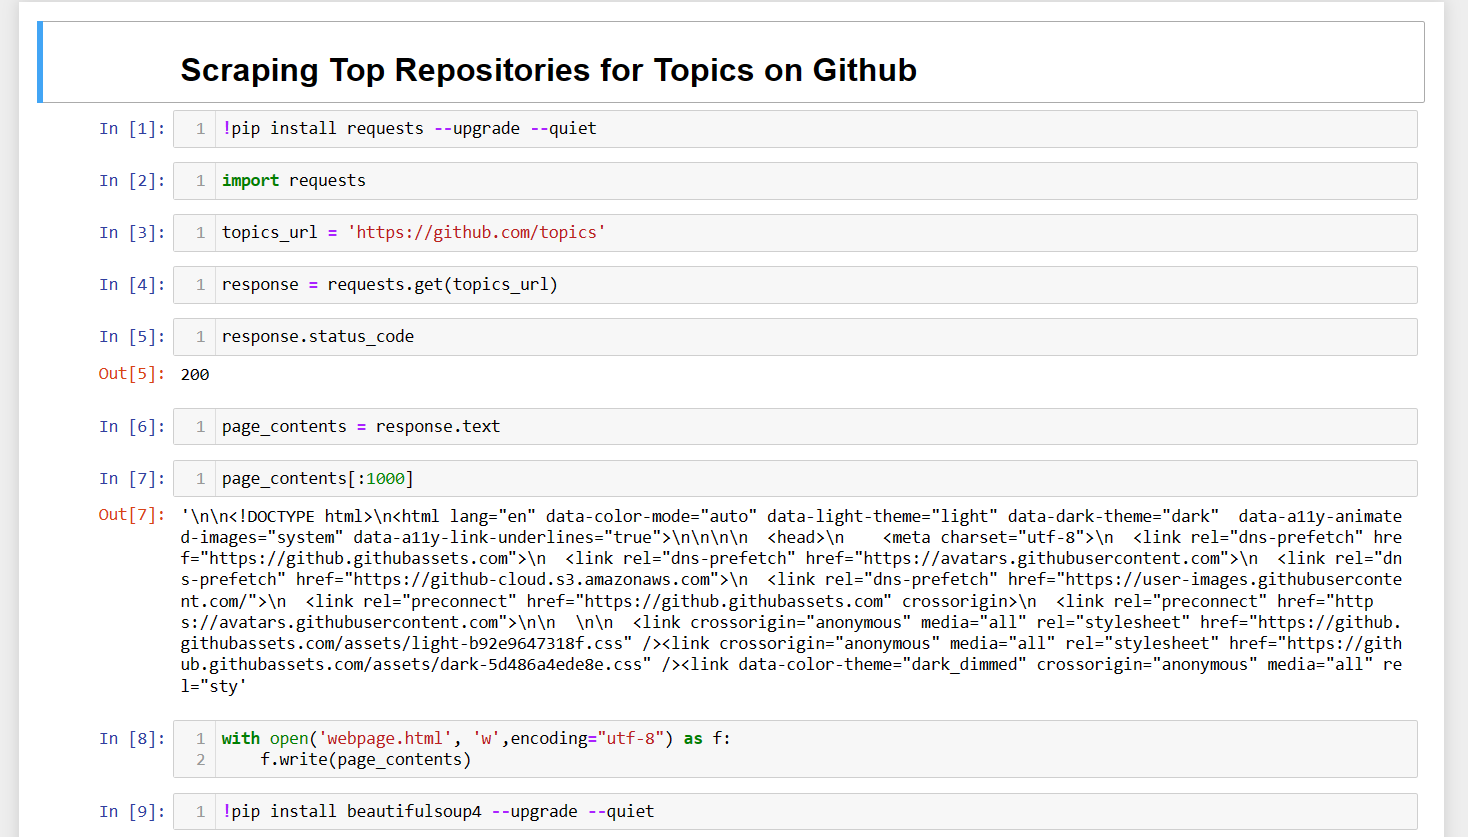 Scraping Top Repositories for Topics on Github
In [1]: 1 !pip install requests --upgrade --quiet
In [2]: 1 import requests
In [3]: 1 topics_url = 'https://github.com/topics'
In [4]: 1 response = requests.get(topics_url)
In [5]: 1 response.status_code
Out[5]: 200
In [6]: 1 page_contents = response.text
In [7]: 1 page_contents[:1000]
Out[7]: '\n\n<!DOCTYPE html>\n<html lang="en" data-color-mode="auto" data-light-theme="light" data-dark-theme="dark"  data-a11y-animate
d-images="system" data-a11y-link-underlines="true">\n\n\n\n  <head>\n    <meta charset="utf-8">\n  <link rel="dns-prefetch" hre
f="https://github.githubassets.com">\n  <link rel="dns-prefetch" href="https://avatars.githubusercontent.com">\n  <link rel="dn
s-prefetch" href="https://github-cloud.s3.amazonaws.com">\n  <link rel="dns-prefetch" href="https://user-images.githubuserconte
nt.com/">\n  <link rel="preconnect" href="https://github.githubassets.com" crossorigin>\n  <link rel="preconnect" href="http
s://avatars.githubusercontent.com">\n\n  \n\n  <link crossorigin="anonymous" media="all" rel="stylesheet" href="https://github.
githubassets.com/assets/light-b92e9647318f.css" /><link crossorigin="anonymous" media="all" rel="stylesheet" href="https://gith
ub.githubassets.com/assets/dark-5d486a4ede8e.css" /><link data-color-theme="dark_dimmed" crossorigin="anonymous" media="all" re
l="sty'
In [8]: 1 with open('webpage.html', 'w',encoding="utf-8") as f:
2     f.write(page_contents)
In [9]: 1 !pip install beautifulsoup4 --upgrade --quiet